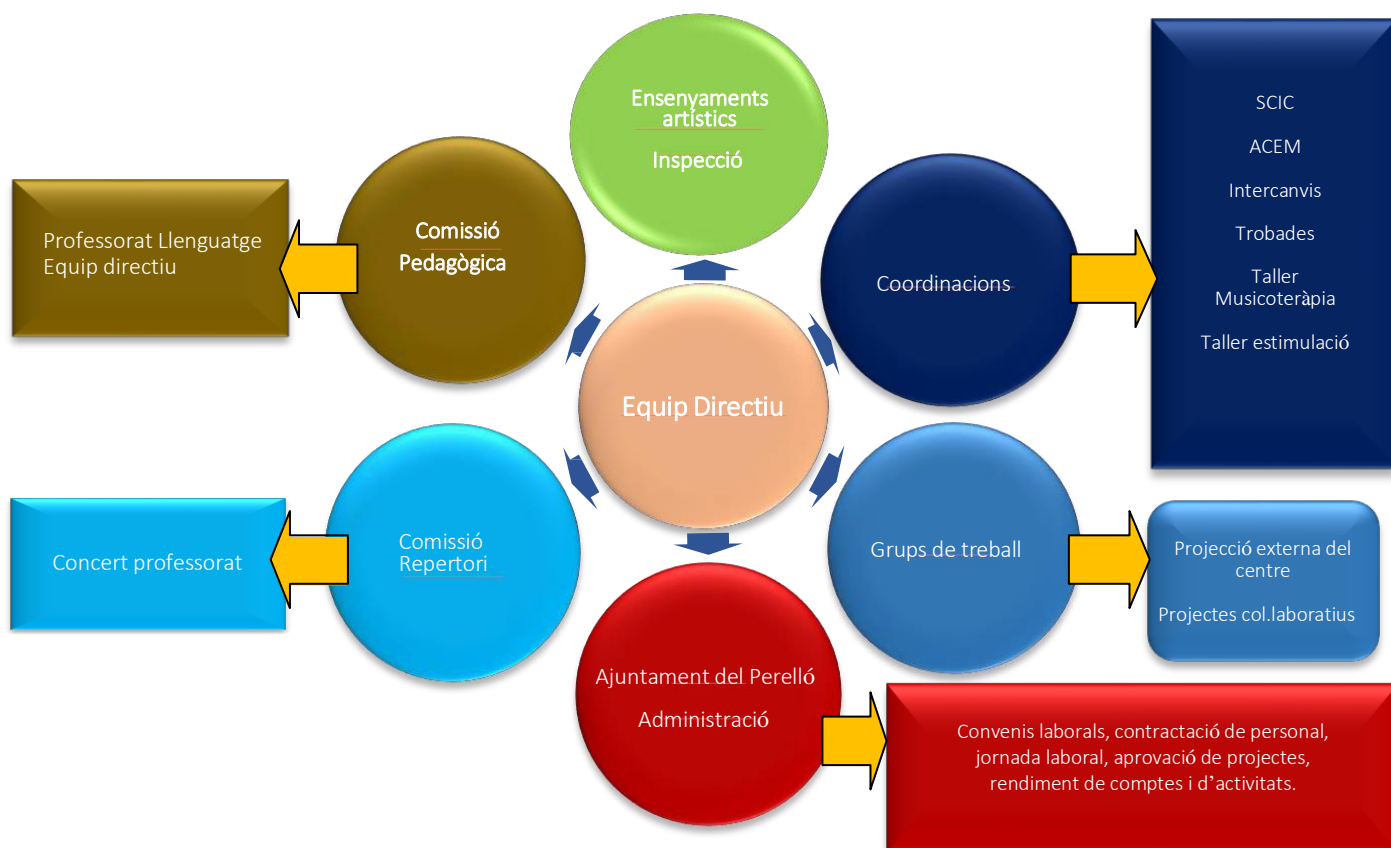 Ensenyaments
artístics
Inspecció
Comissió
Pedagògica
Professorat Llenguatge
Equip directiu
Coordinacions
SCIC
ACEM
Intercanvis
Trobades
Taller
Musicoteràpia
Taller estimulació
Equip Directiu
Comissió
Repertori
Concert professorat
Grups de treball
Projecció externa del
centre
Projectes col.laboratius
Ajuntament del Perelló
Administració
Convenis laborals, contractació de personal,
jornada laboral, aprovació de projectes,
rendiment de comptes i d’activitats.